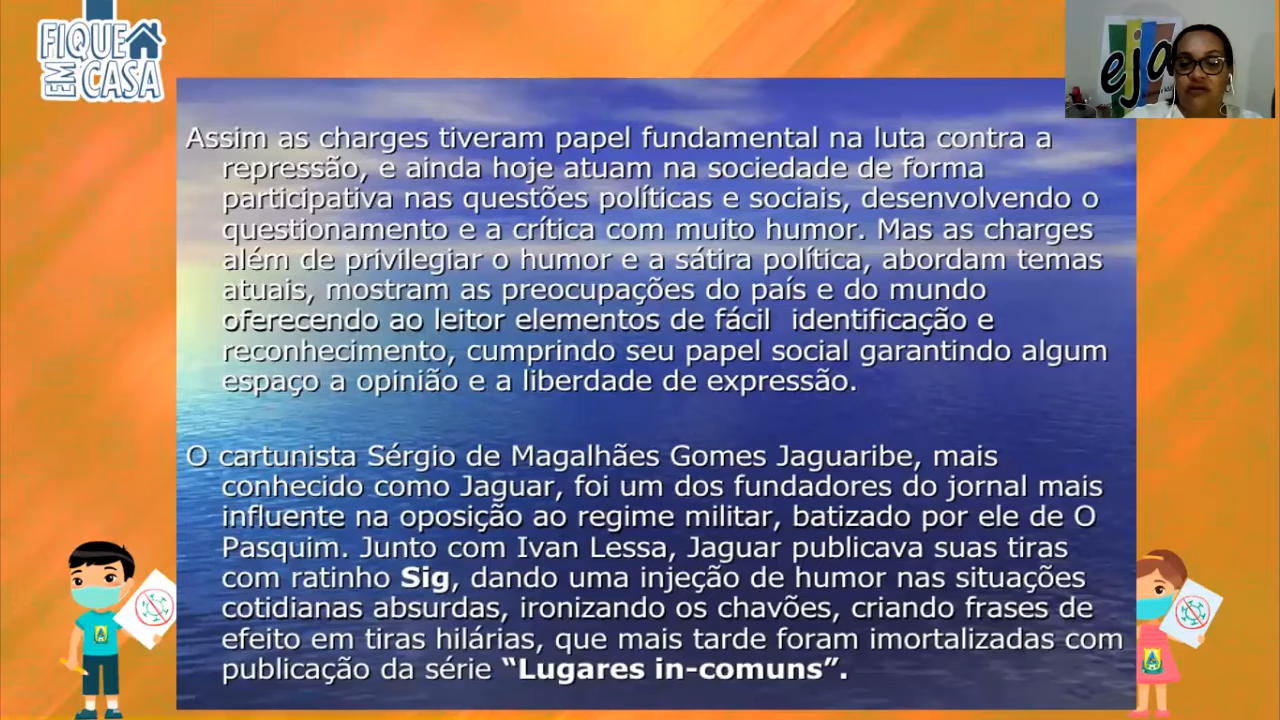 FIQUE
EM CASA
eja
Assim as charges tiveram papel fundamental na luta contra a
repressão, e ainda hoje atuam na sociedade de forma
participativa nas questões políticas e sociais, desenvolvendo o
questionamento e a crítica com muito humor. Mas as charges
além de privilegiar o humor e a sátira política, abordam temas
atuais, mostram as preocupações do país e do mundo
oferecendo ao leitor elementos de fácil  identificação e
reconhecimento, cumprindo seu papel social garantindo algum
espaço a opinião e a liberdade de expressão.
O cartunista Sérgio de Magalhães Gomes Jaguaribe, mais
conhecido como Jaguar, foi um dos fundadores do jornal mais
influente na oposição ao regime militar, batizado por ele de O
Pasquim. Junto com Ivan Lessa, Jaguar publicava suas tiras
com ratinho Sig, dando uma injeção de humor nas situações
cotidianas absurdas, ironizando os chavões, criando frases de
efeito em tiras hilárias, que mais tarde foram imortalizadas com
publicação da série “Lugares in-comuns”.